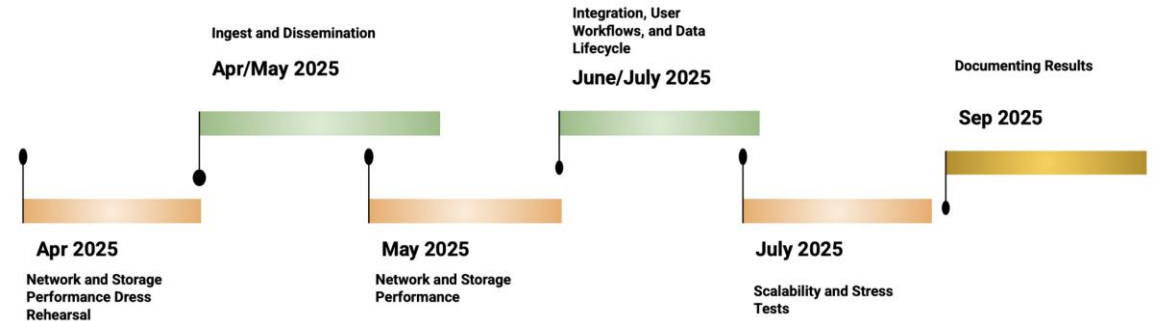 Ingest and Dissemination
Apr/May 2025
Integration, User
Workflows, and Data
Lifecycle
June/July 2025
Documenting Results
Sep 2025
Apr 2025
Network and Storage
Performance Dress
Rehearsal
May 2025
Network and Storage
Performance
July 2025
Scalability and Stress
Tests